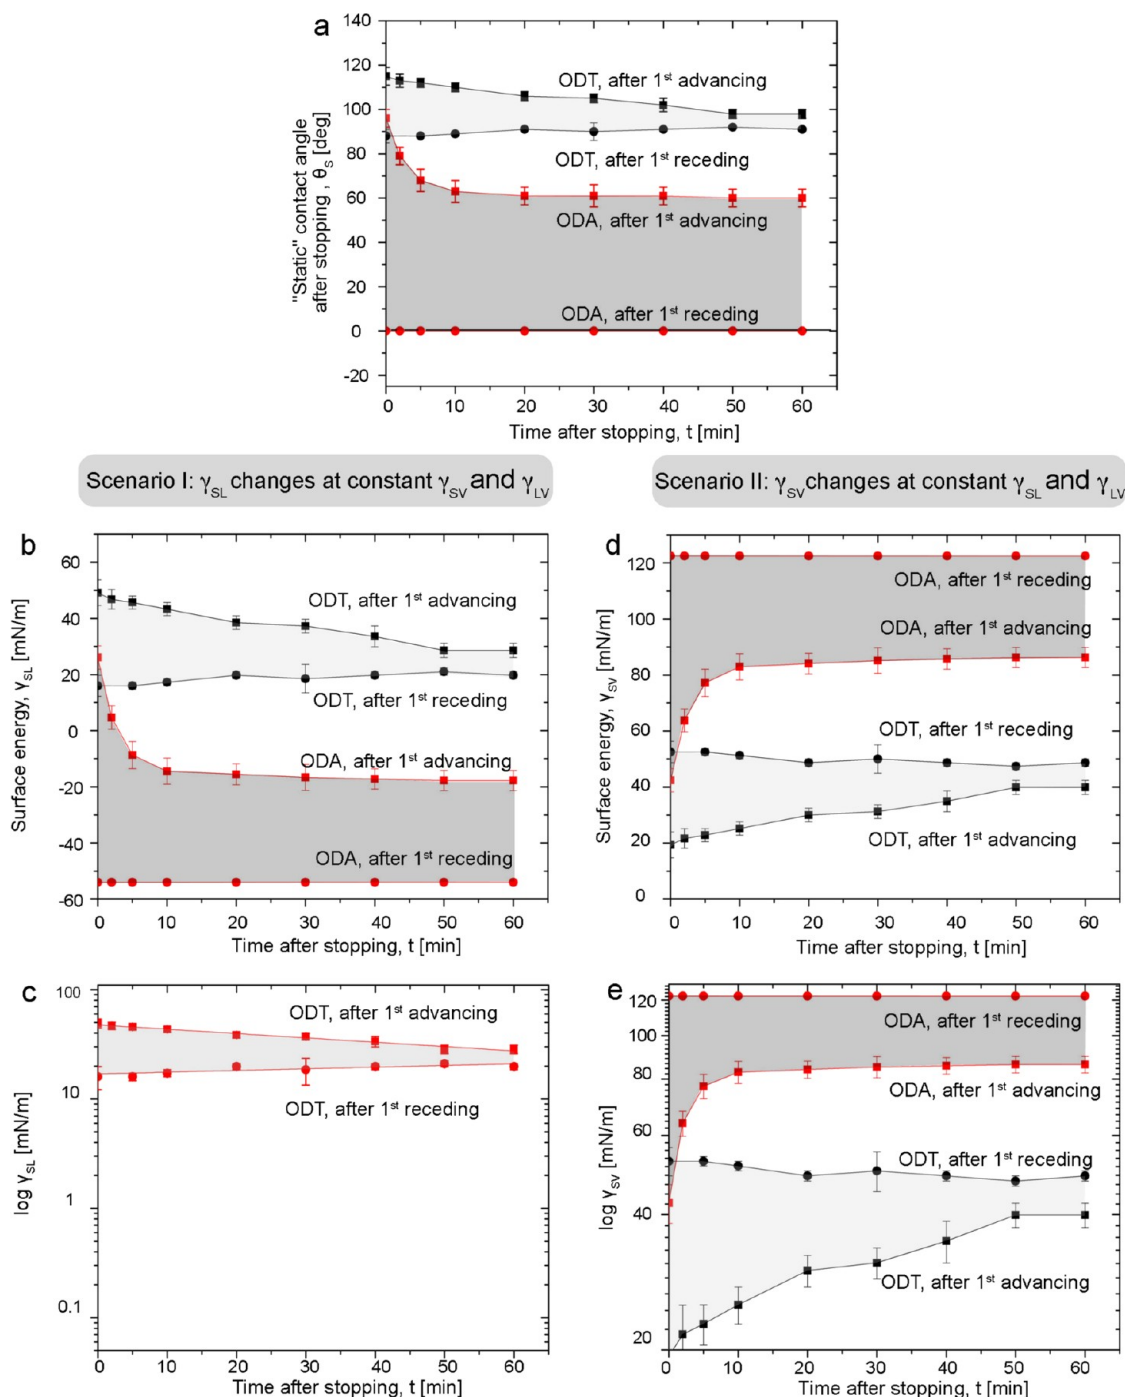 a
140
120
100
80
60
40
20
0
-20
"Static" contact angle
after stopping , θS [deg]
ODT, after 1st advancing
ODT, after 1st receding
ODA, after 1st advancing
ODA, after 1st receding
0 10 20 30 40 50 60
Time after stopping, t [min]
Scenario I: γSL changes at constant γSV and γLV
Scenario II: γSV changes at constant γSL and γLV
b
60
40
20
0
-20
-40
-60
Surface energy, γSL [mN/m]
ODT, after 1st advancing
ODT, after 1st receding
ODA, after 1st advancing
ODA, after 1st receding
0 10 20 30 40 50 60
Time after stopping, t [min]
d
120
100
80
60
40
20
0
Surface energy, γSV [mN/m]
ODA, after 1st receding
ODA, after 1st advancing
ODT, after 1st receding
ODT, after 1st advancing
0 10 20 30 40 50 60
Time after stopping, t [min]
c
100
10
1
0.1
log γSL [mN/m]
ODT, after 1st advancing
ODT, after 1st receding
0 10 20 30 40 50 60
Time after stopping, t [min]
e
120
100
80
60
40
20
log γSV [mN/m]
ODA, after 1st receding
ODA, after 1st advancing
ODT, after 1st receding
ODT, after 1st advancing
0 10 20 30 40 50 60
Time after stopping, t [min]